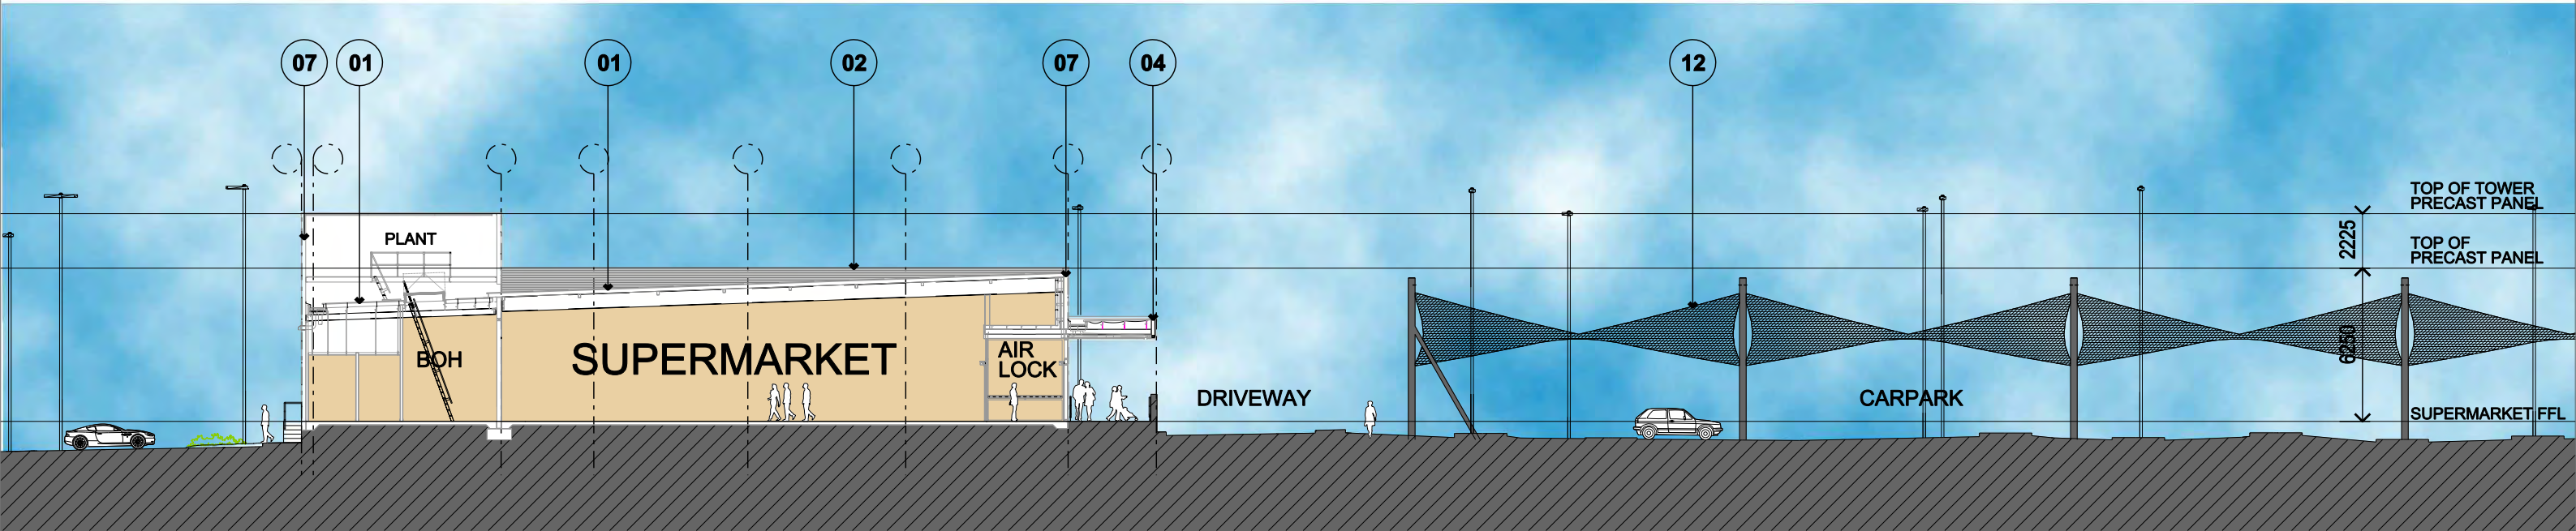 07
01
01
02
07
04
12
TOP OF TOWER
PRECAST PANEL
2225
TOP OF
PRECAST PANEL
PLANT
BOH
SUPERMARKET
AIR
LOCK
6250
DRIVEWAY
CARPARK
SUPERMARKET FFL